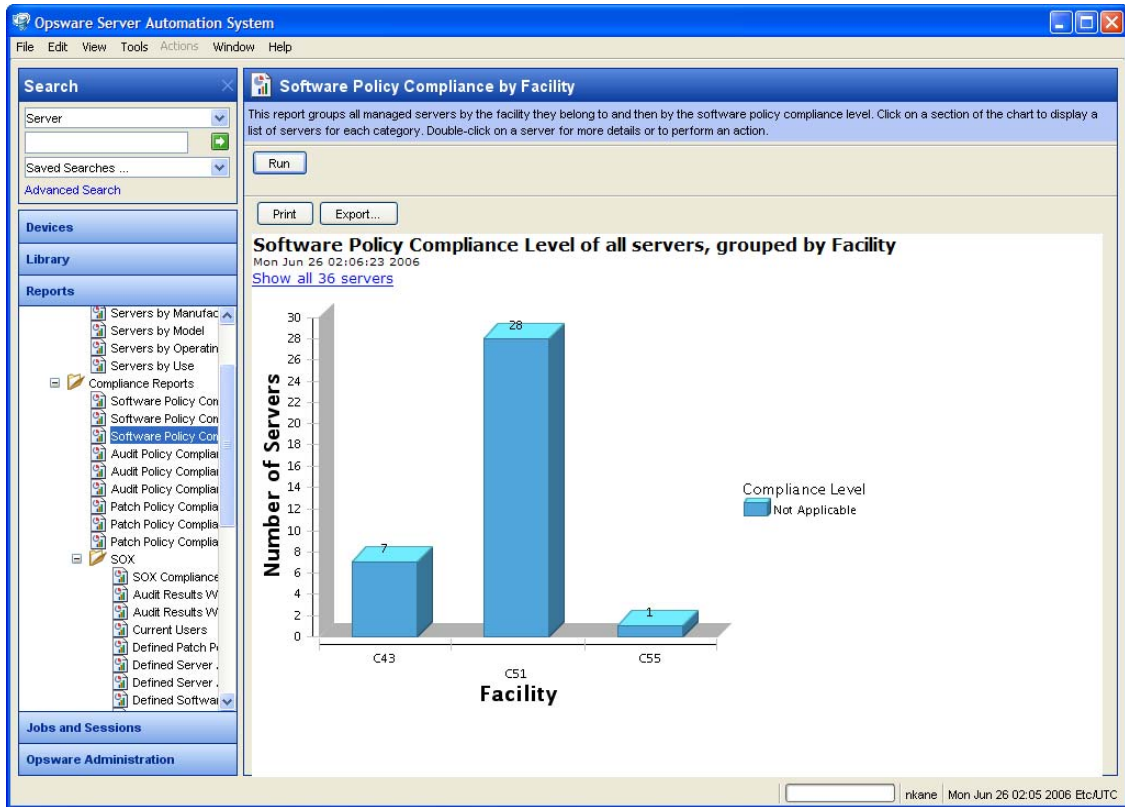 Opsware Server Automation System
File Edit View Tools Actions Window Help
Search
Server
Saved Searches ...
Advanced Search
Devices
Library
Reports
Servers by Manufac
Servers by Model
Servers by Operatin
Servers by Use
Compliance Reports
Software Policy Con
Software Policy Con
Software Policy Con
Audit Policy Complian
Audit Policy Complian
Audit Policy Complian
Patch Policy Complia
Patch Policy Complia
Patch Policy Complia
SOX
SOX Compliance
Audit Results W
Audit Results W
Current Users
Defined Patch Po
Defined Server .
Defined Server .
Defined Softwar
Jobs and Sessions
Opsware Administration
Software Policy Compliance by Facility
This report groups all managed servers by the facility they belong to and then by the software policy compliance level. Click on a section of the chart to display a
list of servers for each category. Double-click on a server for more details or to perform an action.
Run
Print Export...
Software Policy Compliance Level of all servers, grouped by Facility
Mon Jun 26 02:06:23 2006
Show all 36 servers
Number of Servers
30
28
26
24
22
20
18
16
14
12
10
8
6
4
2
0
7
28
1
C43
C51
C55
Facility
Compliance Level
Not Applicable
nkane Mon Jun 26 02:05 2006 Etc/UTC